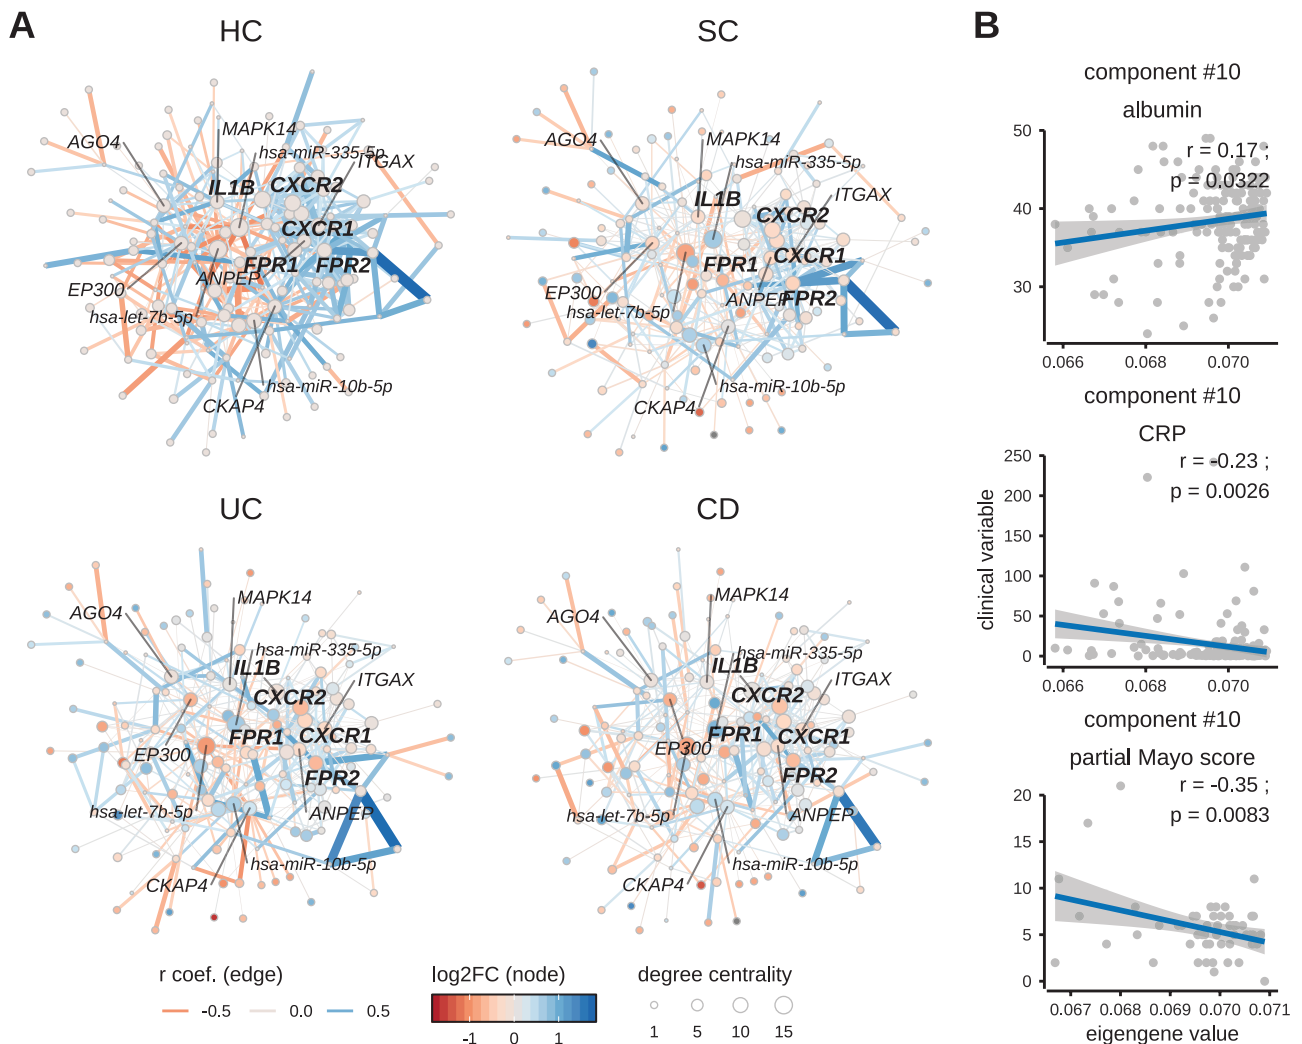 A
HC
AGO4
MAPK14
hsa-miR-335-5p
ITGAX
IL1B
CXCR2
CXCR1
FPR1
FPR2
ANPEP
EP300
hsa-let-7b-5p
hsa-miR-10b-5p
CKAP4
SC
AGO4
MAPK14
hsa-miR-335-5p
ITGAX
IL1B
CXCR2
CXCR1
FPR1
EP300
ANPEP
FPR2
hsa-let-7b-5p
hsa-miR-10b-5p
CKAP4
UC
AGO4
MAPK14
hsa-miR-335-5p
IL1B
ITGAX
CXCR2
FPR1
CXCR1
EP300
FPR2
hsa-let-7b-5p
ANPEP
hsa-miR-10b-5p
CKAP4
CD
AGO4
MAPK14
hsa-miR-335-5p
IL1B
ITGAX
CXCR2
FPR1
CXCR1
EP300
FPR2
hsa-let-7b-5p
ANPEP
hsa-miR-10b-5p
CKAP4
r coef. (edge)
-0.5 0.0 0.5
log2FC (node)
-1 0 1
degree centrality
1 5 10 15
B
component #10
albumin
r = 0.17 ;
p = 0.0322
50
40
30
0.066 0.068 0.070
component #10
CRP
r = -0.23 ;
p = 0.0026
250
200
150
100
50
0
0.066 0.068 0.070
clinical variable
component #10
partial Mayo score
r = -0.35 ;
p = 0.0083
20
15
10
5
0
0.067 0.068 0.069 0.070 0.071
eigengene value